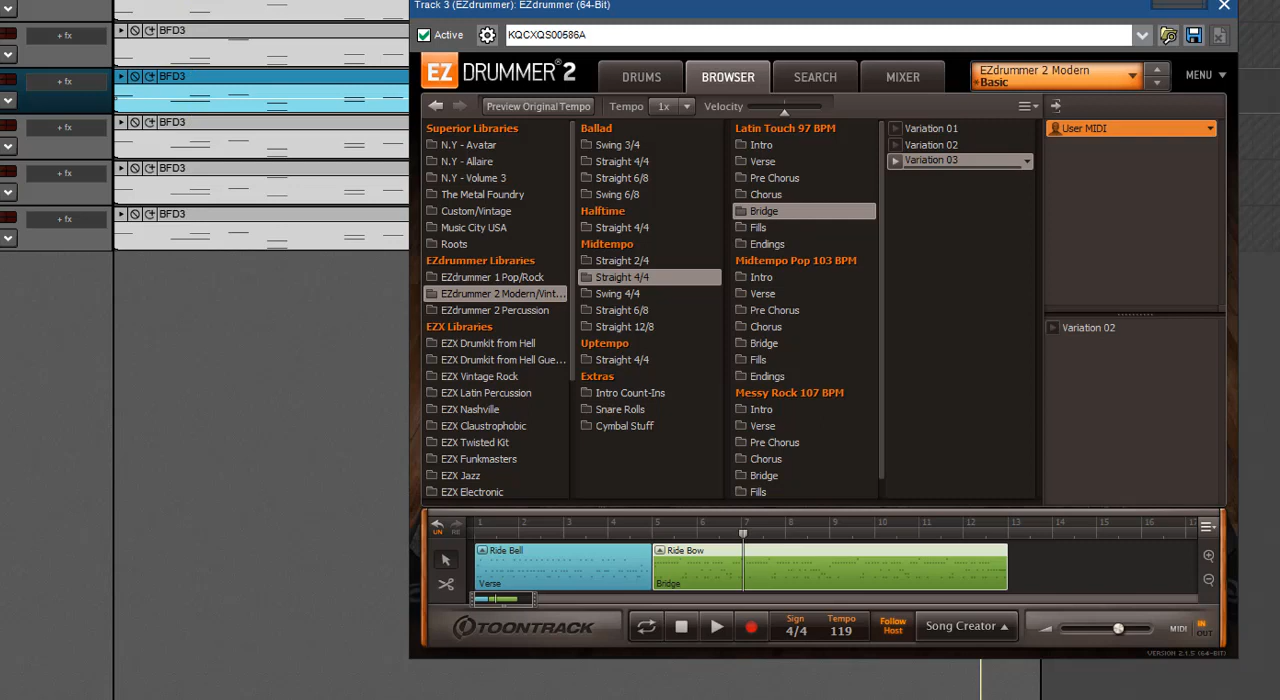 Track 3 (EZdrummer): EZdrummer (64-Bit)
+ fx
BFD3
+ fx
BFD3
+ fx
BFD3
+ fx
BFD3
+ fx
BFD3
Active
KQCXQS00586A
EZ DRUMMER® 2
DRUMS
BROWSER
SEARCH
MIXER
EZdrummer 2 Modern
*Basic
MENU
Preview Original Tempo
Tempo
1x
Velocity
Superior Libraries
N.Y - Avatar
N.Y - Allaire
N.Y - Volume 3
The Metal Foundry
Custom/Vintage
Music City USA
Roots
EZdrummer Libraries
EZdrummer 1 Pop/Rock
EZdrummer 2 Modern/Vint...
EZdrummer 2 Percussion
EZX Libraries
EZX Drumkit from Hell
EZX Drumkit from Hell Gue...
EZX Vintage Rock
EZX Latin Percussion
EZX Nashville
EZX Claustrophobic
EZX Twisted Kit
EZX Funkmasters
EZX Jazz
EZX Electronic
Ballad
Swing 3/4
Straight 4/4
Straight 6/8
Swing 6/8
Halftime
Straight 4/4
Midtempo
Straight 2/4
Straight 4/4
Swing 4/4
Straight 6/8
Straight 12/8
Uptempo
Straight 4/4
Extras
Intro Count-Ins
Snare Rolls
Cymbal Stuff
Latin Touch 97 BPM
Intro
Verse
Pre Chorus
Chorus
Bridge
Fills
Endings
Midtempo Pop 103 BPM
Intro
Verse
Pre Chorus
Chorus
Bridge
Fills
Endings
Messy Rock 107 BPM
Intro
Verse
Pre Chorus
Chorus
Bridge
Fills
Variation 01
Variation 02
Variation 03
User MIDI
Variation 02
UN RE
1 2 3 4 5 6 7 8 9 10 11 12 13 14 15 16 17
Ride Bell
Verse
Ride Bow
Bridge
TOONTRACK
Sign
4/4
Tempo
119
Follow
Host
Song Creator
MIDI
IN
OUT
VERSION 2.1.5 (64-BIT)